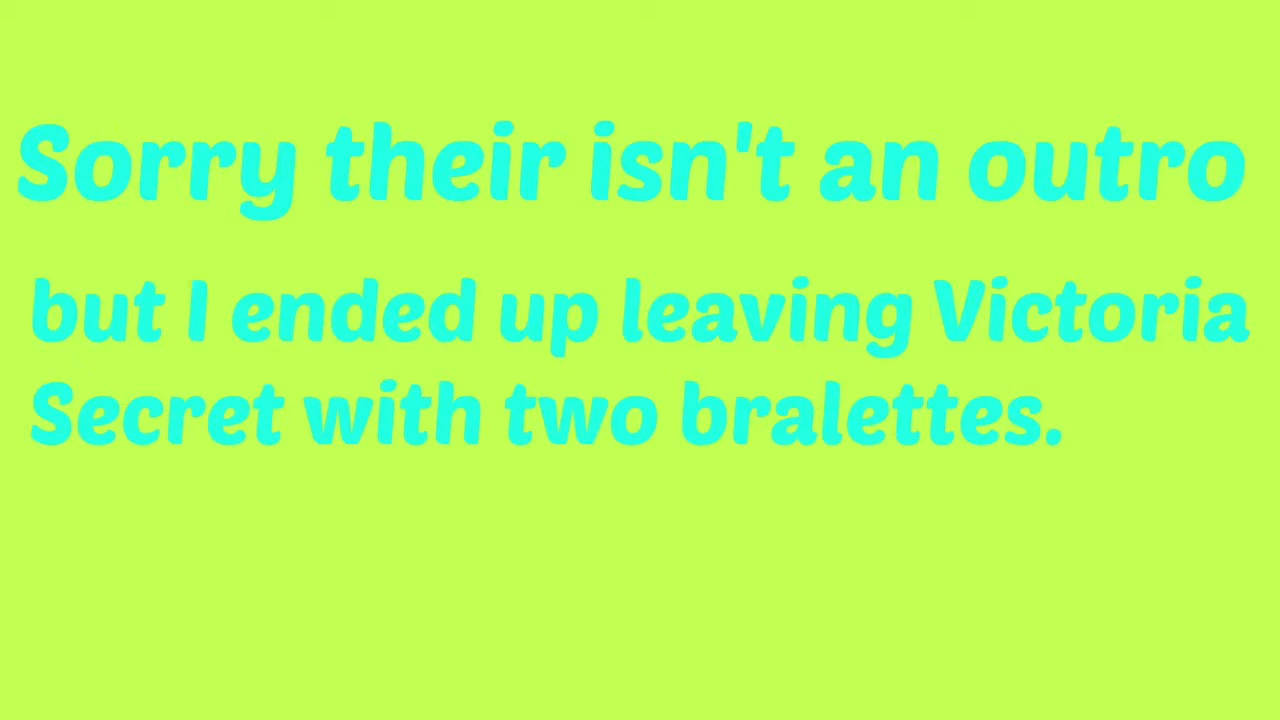 Sorry their isn't an outro
but I ended up leaving Victoria
Secret with two bralettes.